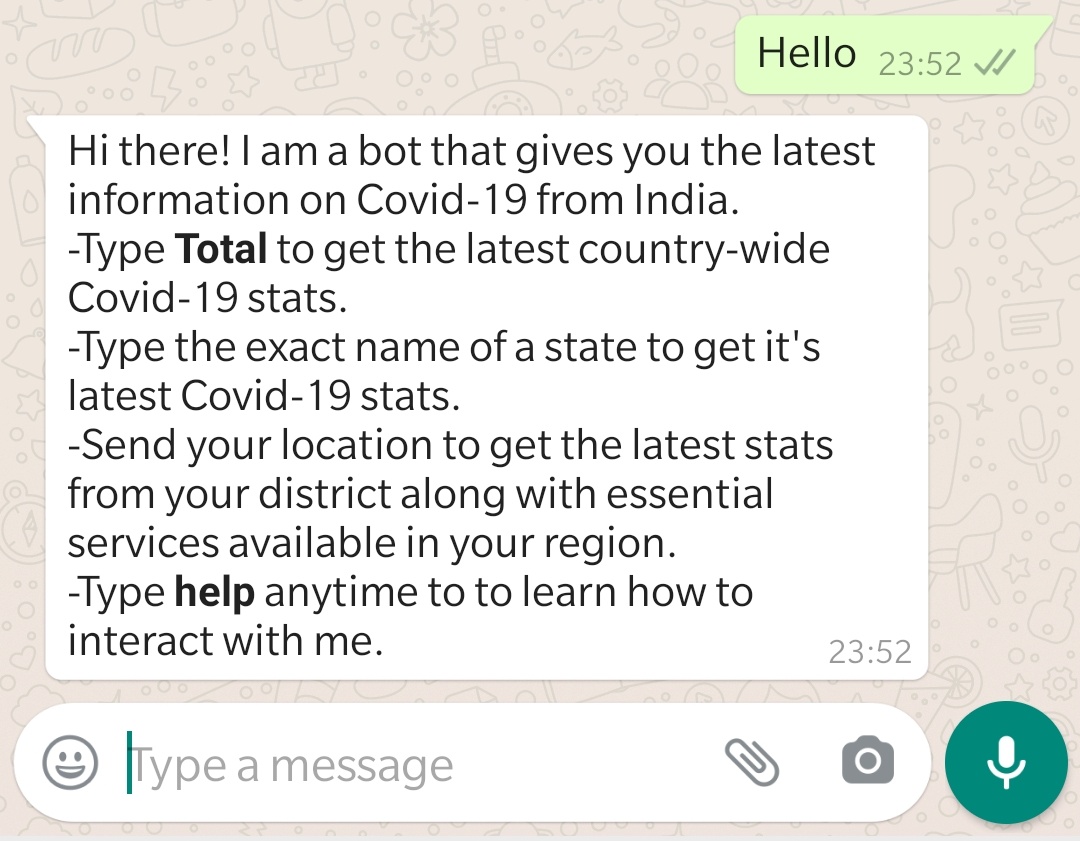 Hello 23:52
Hi there! I am a bot that gives you the latest
information on Covid-19 from India.
-Type Total to get the latest country-wide
Covid-19 stats.
-Type the exact name of a state to get it's
latest Covid-19 stats.
-Send your location to get the latest stats
from your district along with essential
services available in your region.
-Type help anytime to to learn how to
interact with me.
23:52
Type a message